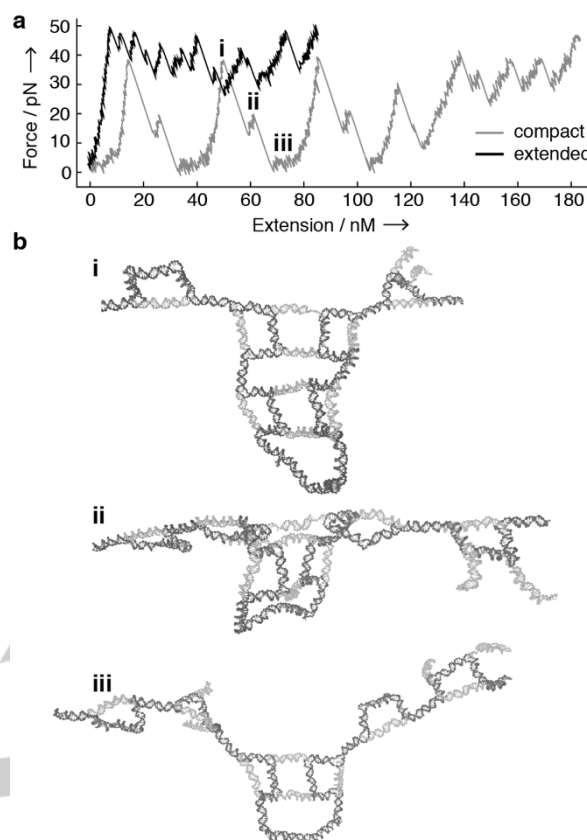 a
50
40
30
20
10
0
Force / pN →
i
ii
iii
compact
extended
0 20 40 60 80 100 120 140 160 180
Extension / nM →
b
i
ii
iii